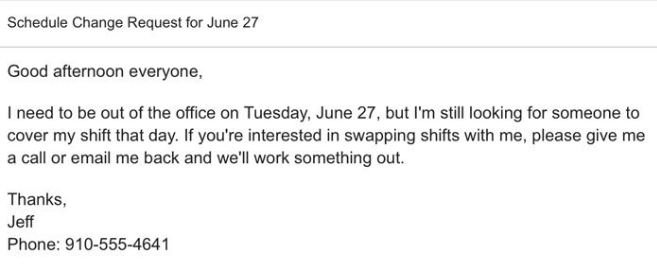 Schedule Change Request for June 27
Good afternoon everyone,
I need to be out of the office on Tuesday, June 27, but I'm still looking for someone to
cover my shift that day. If you're interested in swapping shifts with me, please give me
a call or email me back and we'll work something out.
Thanks,
Jeff
Phone: 910-555-4641